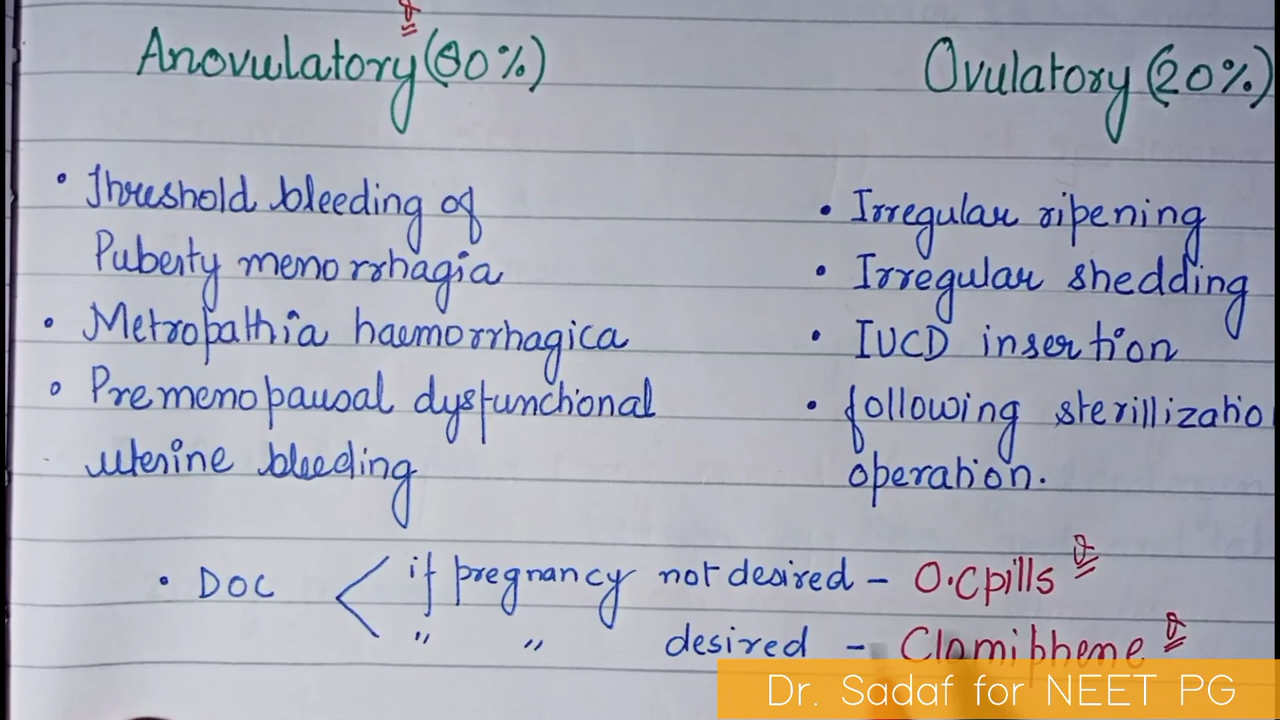 Anovulatory (80%)
Ovulatory (20%)
• Threshold bleeding of
Puberty menorrhagia
• Metropathia haemorrhagica
• Premenopausal dysfunctional
uterine bleeding
• Irregular ripening
• Irregular shedding
• IUCD insertion
• following sterillizatio
operation.
• DOC
if pregnancy not desired - O.C pills
" " desired - Clomiphene
Dr. Sadaf for NEET PG